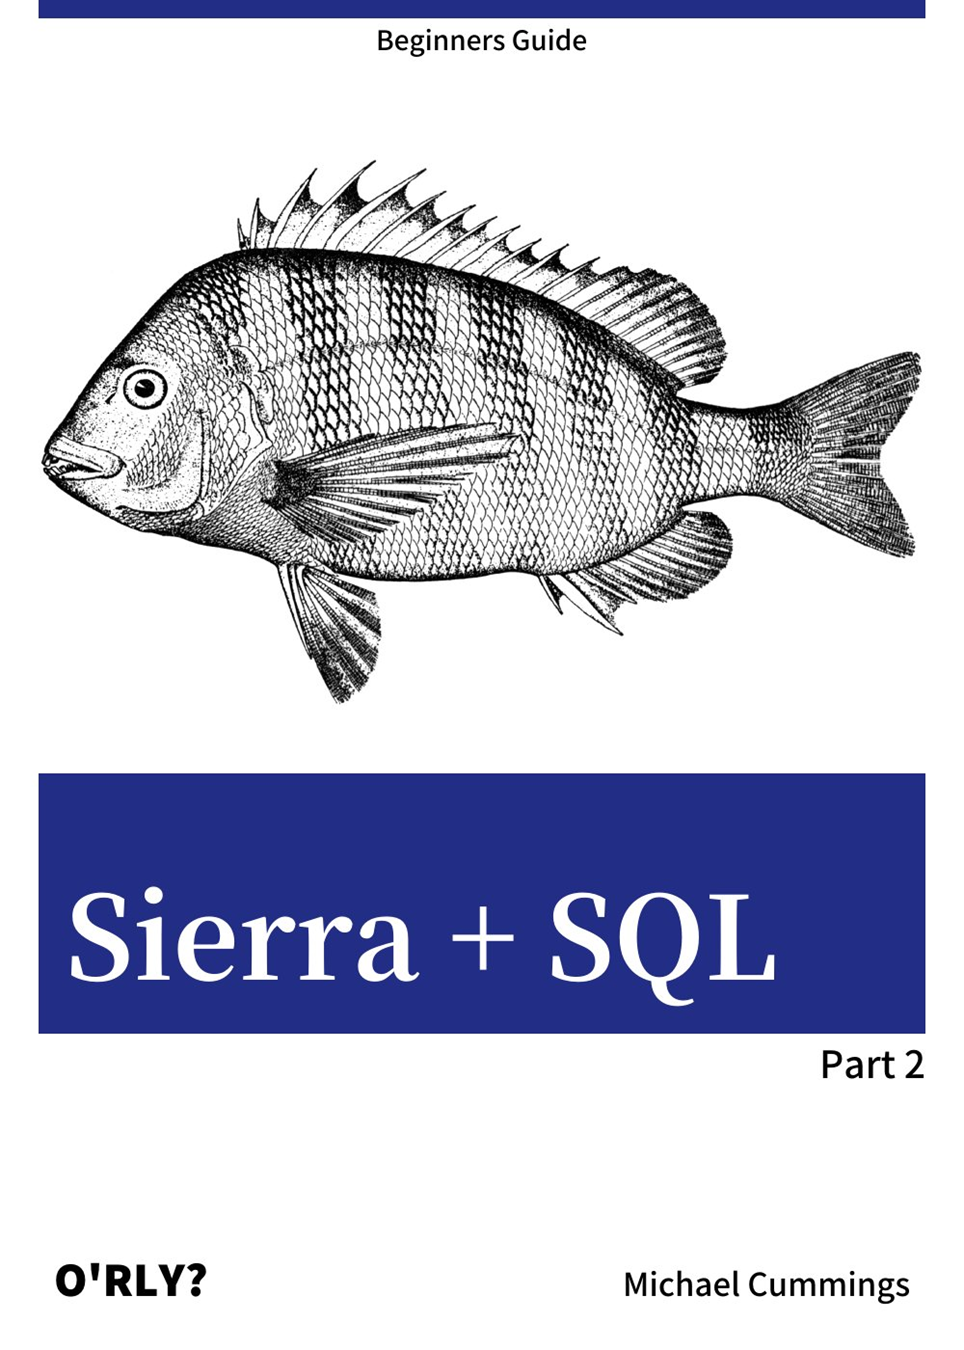 Beginners Guide
Sierra + SQL
Part 2
O'RLY?
Michael Cummings